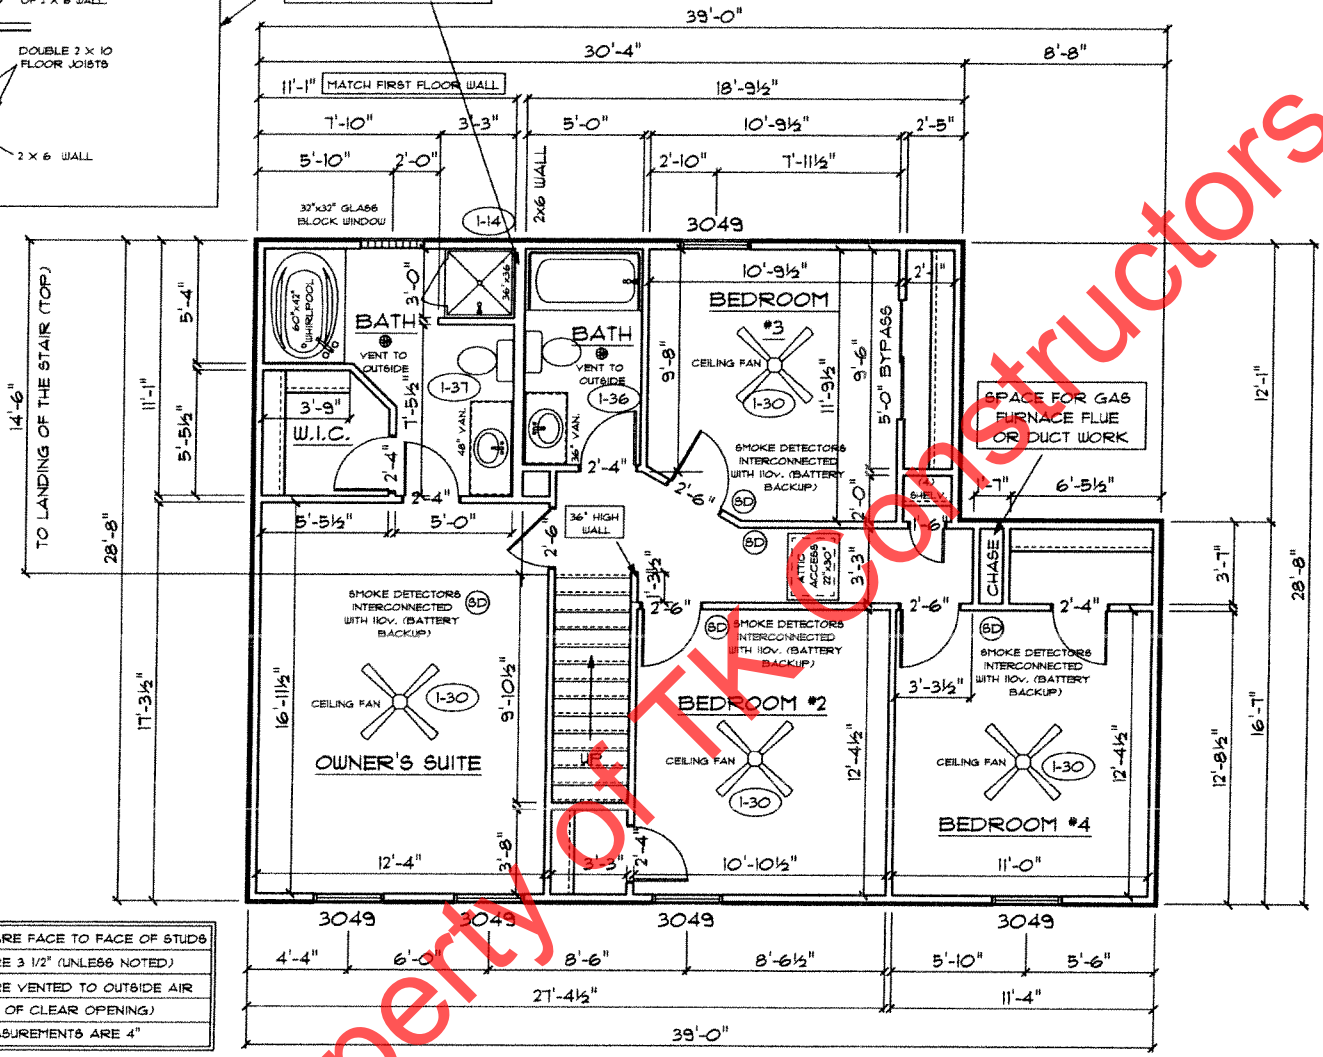 OF 2 X 6 WALL
DOUBLE 2 X 10
FLOOR JOISTS
2 X 6 WALL
39'-0"
30'-4"
8'-8"
11'-1"
MATCH FIRST FLOOR WALL
18'-9½"
7'-10"
3'-3"
5'-0"
10'-9½"
2'-5"
5'-10"
2'-0"
2'-10"
7'-11½"
2X6 WALL
32"x32" GLASS
BLOCK WINDOW
1-14
3049
TO LANDING OF THE STAIR (TOP)
14'-6"
28'-8"
11'-1"
17'-3½"
5'-4"
5'-5½"
60"x42"
WHIRLPOOL
BATH
VENT TO
OUTSIDE
3'-0"
36"x36"
7'-5½"
1-37
48" VAN.
3'-9"
W.I.C.
2'-4"
2'-4"
5'-5½"
5'-0"
BATH
VENT TO
OUTSIDE
1-36
36" VAN.
2'-4"
10'-9½"
BEDROOM
#3
CEILING FAN
1-30
9'-8"
11'-9½"
9'-6"
5'-0" BYPASS
SMOKE DETECTORS
INTERCONNECTED
WITH 110v. (BATTERY
BACKUP)
SD
2'-6"
2'-0"
(4)
SHELV.
1'-6"
SPACE FOR GAS
FURNACE FLUE
OR DUCT WORK
6'-5½"
12'-1"
28'-8"
16'-7"
3'-7"
12'-8½"
36" HIGH
WALL
2'-6"
1'-3½"
SD
ATTIC
ACCESS
22"x30"
3'-3"
CHASE
2'-6"
2'-6"
2'-4"
SMOKE DETECTORS
INTERCONNECTED
WITH 110v. (BATTERY
BACKUP)
SD
CEILING FAN
1-30
OWNER'S SUITE
16'-11½"
9'-10½"
3'-8"
12'-4"
UP
3'-3"
2'-4"
SD
SMOKE DETECTORS
INTERCONNECTED
WITH 110v. (BATTERY
BACKUP)
BEDROOM #2
CEILING FAN
1-30
12'-4½"
10'-10½"
SD
SMOKE DETECTORS
INTERCONNECTED
WITH 110v. (BATTERY
BACKUP)
3'-3½"
CEILING FAN
1-30
12'-4½"
BEDROOM #4
11'-0"
3049
3049
3049
3049
4'-4"
6'-0"
8'-6"
8'-6½"
5'-10"
5'-6"
27'-4½"
11'-4"
39'-0"
RE FACE TO FACE OF STUDS
RE 3 1/2" (UNLESS NOTED)
RE VENTED TO OUTSIDE AIR
OF CLEAR OPENING)
ASUREMENTS ARE 4"
perty of TK Constructors